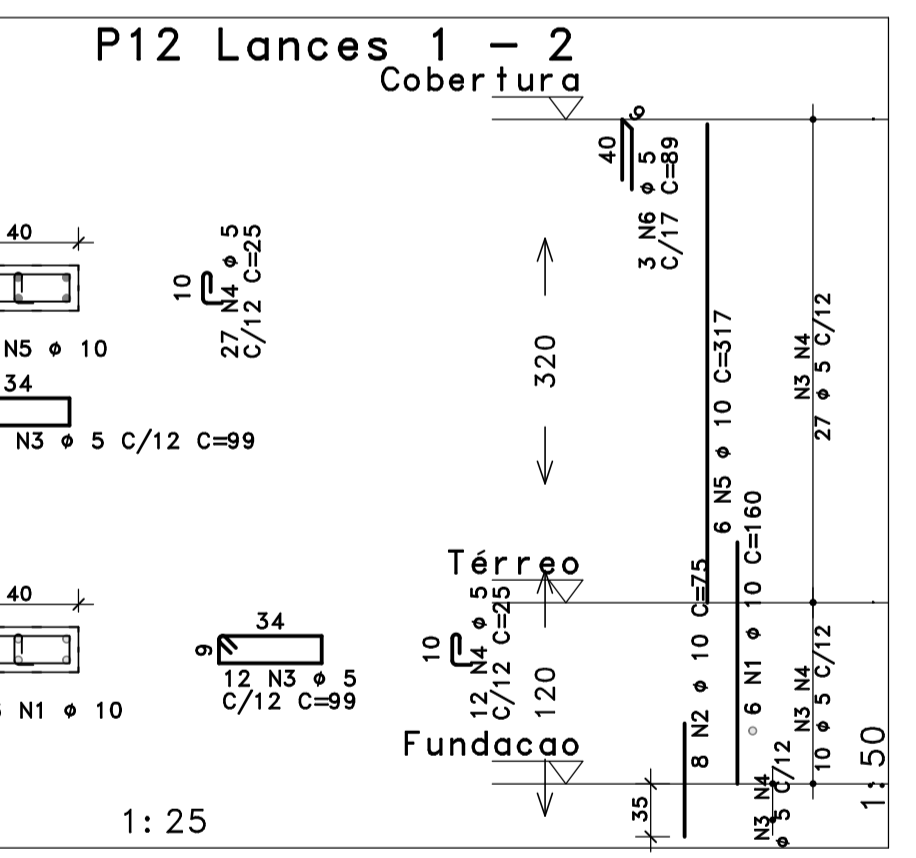 P12 Lances 1 - 2
Cobertura
40
6
3 N6 ϕ 5
C/17 C=89
40
10
27 N4 ϕ 5
C/12 C=25
N5 ϕ 10
34
N3 ϕ 5 C/12 C=99
320
6 N5 ϕ 10 C=317
N3 N4
27 ϕ 5 C/12
Térreo
40
N1 ϕ 10
9
34
12 N3 ϕ 5
C/12 C=99
10
12 N4 ϕ 5
C/12 C=25
120
8 N2 ϕ 10 C=75
6 N1 ϕ 10 C=160
N3 N4
10 ϕ 5 C/12
Fundacao
35
N3 N4
ϕ 5 C/12
1:25
1:50